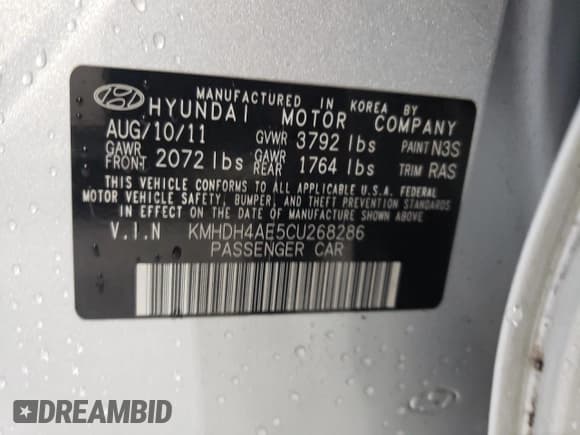 MANUFACTURED IN KOREA BY
HYUNDAI MOTOR COMPANY
AUG/10/11 GVWR 3792 lbs PAINT N3S
GAWR FRONT 2072 lbs GAWR REAR 1764 lbs TRIM RAS
THIS VEHICLE CONFORMS TO ALL APPLICABLE U.S.A. FEDERAL
MOTOR VEHICLE SAFETY, BUMPER, AND THEFT PREVENTION STANDARDS
IN EFFECT ON THE DATE OF MANUFACTURE SHOWN ABOVE.
V.I.N KMHDH4AE5CU268286
PASSENGER CAR
DREAMBID